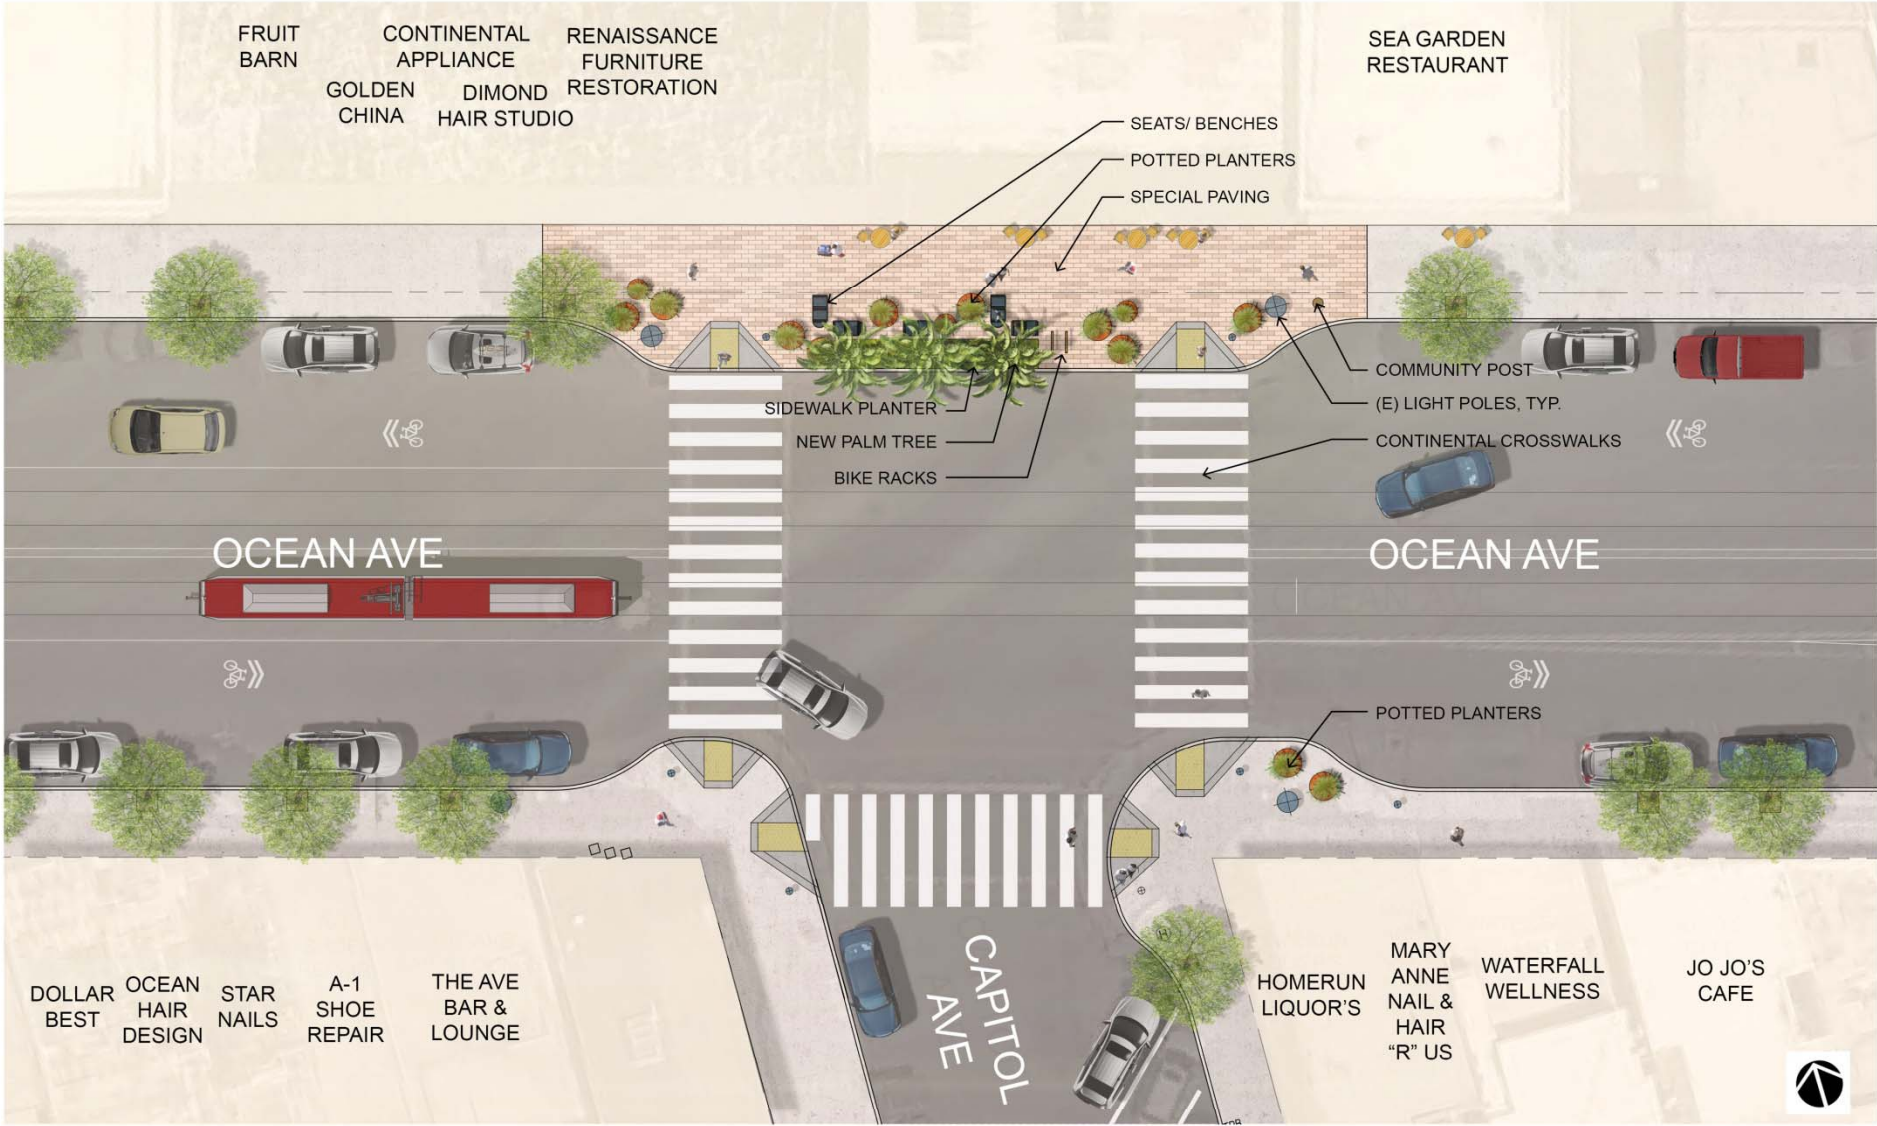 FRUIT
BARN
CONTINENTAL
APPLIANCE
RENAISSANCE
FURNITURE
RESTORATION
GOLDEN
CHINA
DIMOND
HAIR STUDIO
SEA GARDEN
RESTAURANT
SEATS/ BENCHES
POTTED PLANTERS
SPECIAL PAVING
COMMUNITY POST
(E) LIGHT POLES, TYP.
CONTINENTAL CROSSWALKS
SIDEWALK PLANTER
NEW PALM TREE
BIKE RACKS
OCEAN AVE
OCEAN AVE
POTTED PLANTERS
CAPITOL
AVE
DOLLAR
BEST
OCEAN
HAIR
DESIGN
STAR
NAILS
A-1
SHOE
REPAIR
THE AVE
BAR &
LOUNGE
HOMERUN
LIQUOR'S
MARY
ANNE
NAIL &
HAIR
“R” US
WATERFALL
WELLNESS
JO JO'S
CAFE